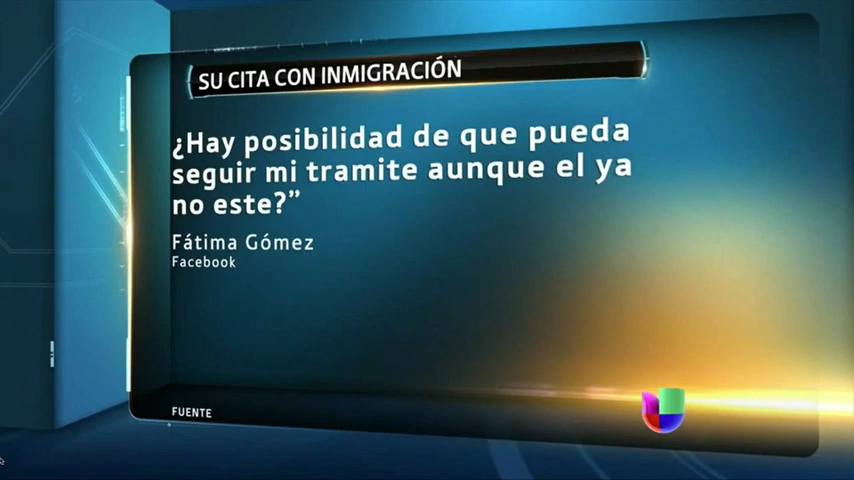 SU CITA CON INMIGRACIÓN
¿Hay posibilidad de que pueda
seguir mi tramite aunque el ya
no este?”
Fátima Gómez
Facebook
FUENTE